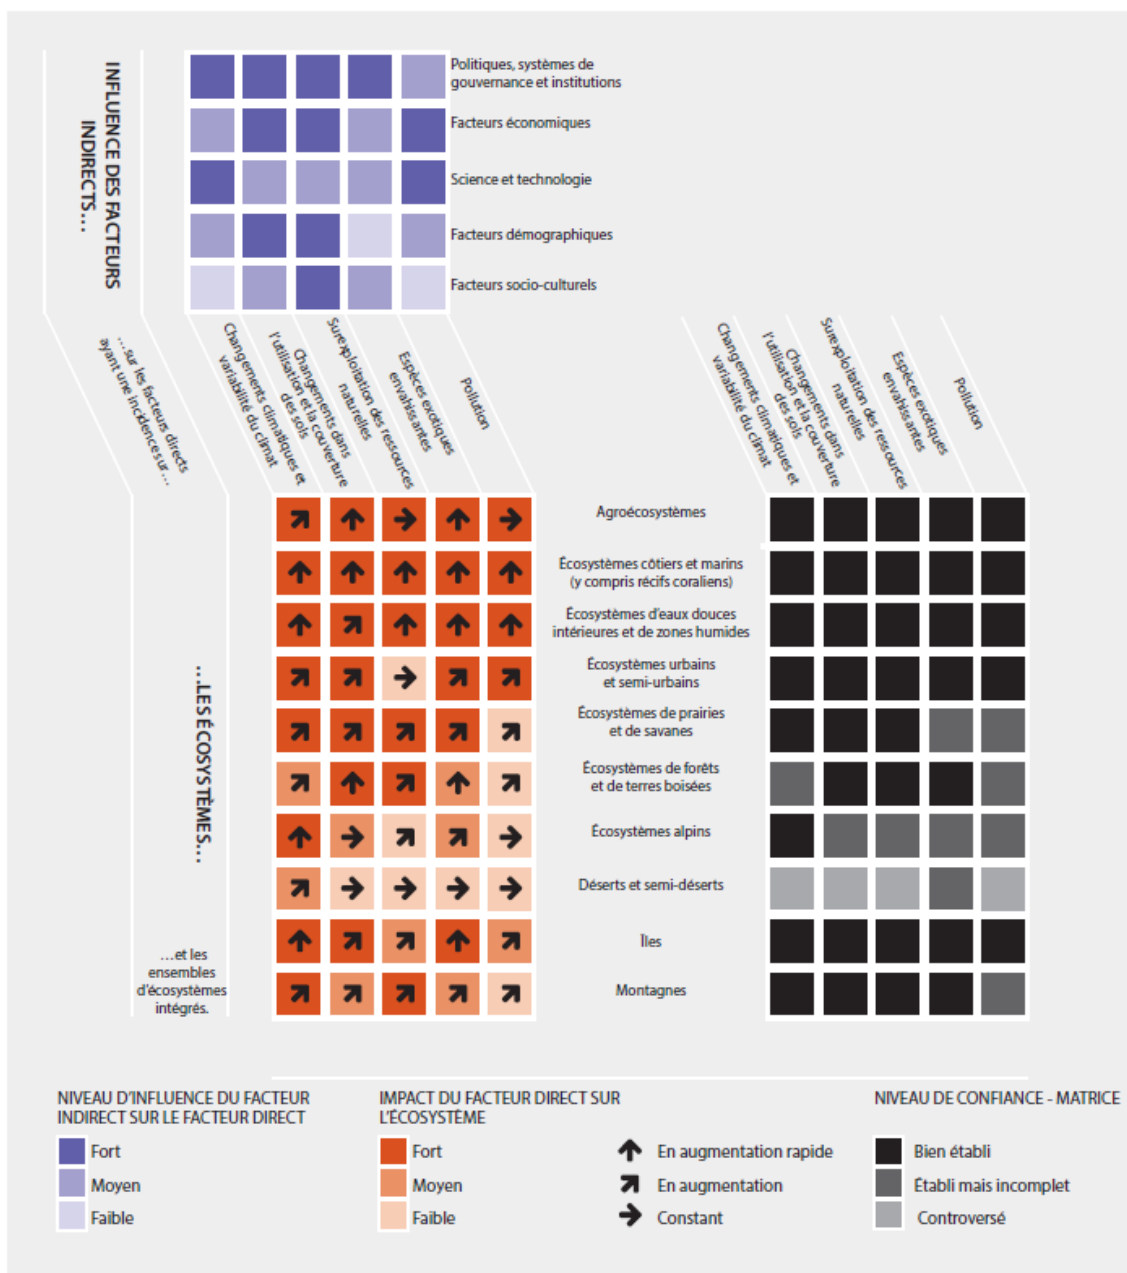 INFLUENCE DES FACTEURS
INDIRECTS…
Politiques, systèmes de
gouvernance et institutions
Facteurs économiques
Science et technologie
Facteurs démographiques
Facteurs socio-culturels
…sur les facteurs directs
ayant une incidence sur…
Changements climatiques et
variabilité du climat
Changements dans
l'utilisation et la couverture
des sols
Surexploitation des ressources
naturelles
Espèces exotiques
envahissantes
Pollution
Changements climatiques et
variabilité du climat
Changements dans
l'utilisation et la couverture
des sols
Surexploitation des ressources
naturelles
Espèces exotiques
envahissantes
Pollution
…LES ÉCOSYSTÈMES…
Agroécosystèmes
Écosystèmes côtiers et marins
(y compris récifs coraliens)
Écosystèmes d'eaux douces
intérieures et de zones humides
Écosystèmes urbains
et semi-urbains
Écosystèmes de prairies
et de savanes
Écosystèmes de forêts
et de terres boisées
Écosystèmes alpins
Déserts et semi-déserts
…et les
ensembles
d'écosystèmes
intégrés.
Îles
Montagnes
NIVEAU D'INFLUENCE DU FACTEUR
INDIRECT SUR LE FACTEUR DIRECT
Fort
Moyen
Faible
IMPACT DU FACTEUR DIRECT SUR
L'ÉCOSYSTÈME
Fort
Moyen
Faible
En augmentation rapide
En augmentation
Constant
NIVEAU DE CONFIANCE - MATRICE
Bien établi
Établi mais incomplet
Controversé